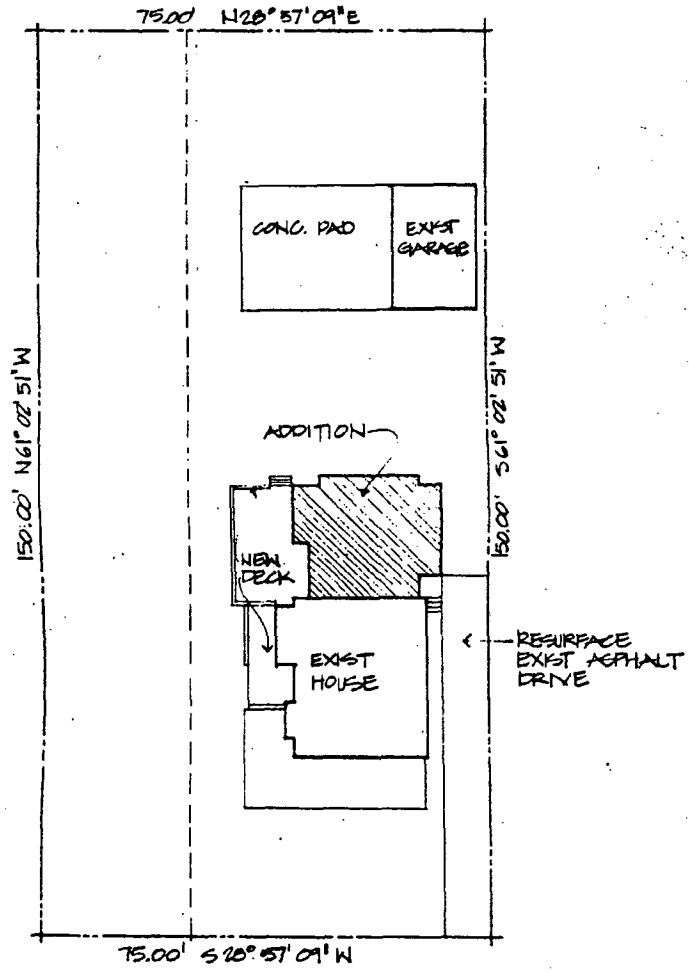 75.00' N28° 57' 09" E
CONC. PAD
EXIST
GARAGE
150.00' N61° 02' 51" W
150.00' S61° 02' 51" W
ADDITION
NEW
DECK
EXIST
HOUSE
RESURFACE
EXIST ASPHALT
DRIVE
75.00' S 28° 57' 09" W